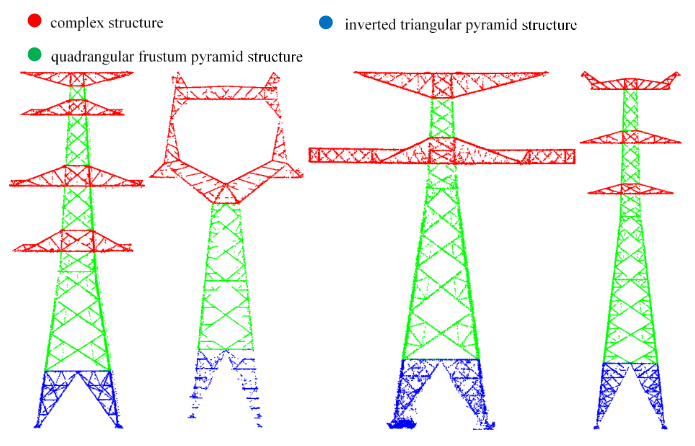 complex structure
inverted triangular pyramid structure
quadrangular frustum pyramid structure